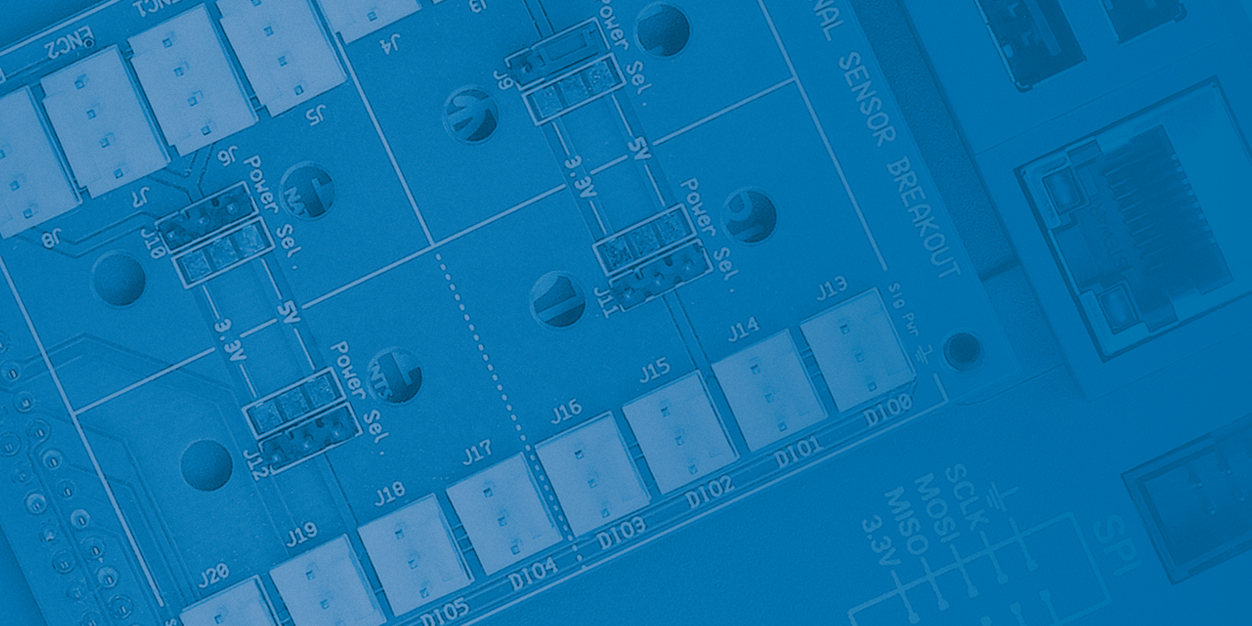 ENC1
ENC2
J3
J4
J5
J6
J7
J8
J9
Power Sel.
3.3V
5V
Power Sel.
J11
J10
Power Sel.
3.3V
5V
Power Sel.
J12
NAL SENSOR BREAKOUT
Sig Pwr
J13
J14
J15
J16
J17
J18
J19
J20
DIO0
DIO1
DIO2
DIO3
DIO4
DIO5
SCLK
MOSI
MISO
3.3V
SPI